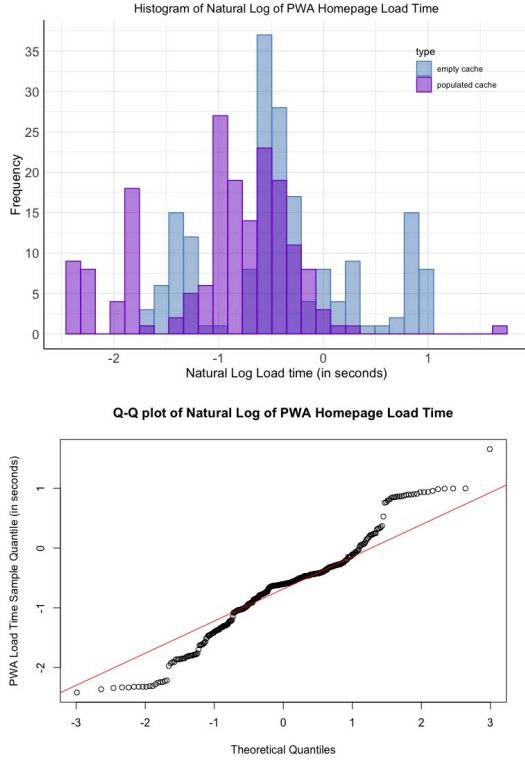 Histogram of Natural Log of PWA Homepage Load Time
35
30
25
20
15
10
5
0
Frequency
type
empty cache
populated cache
-2
-1
0
1
Natural Log Load time (in seconds)
Q-Q plot of Natural Log of PWA Homepage Load Time
PWA Load Time Sample Quantile (in seconds)
1
0
-1
-2
-3
-2
-1
0
1
2
3
Theoretical Quantiles